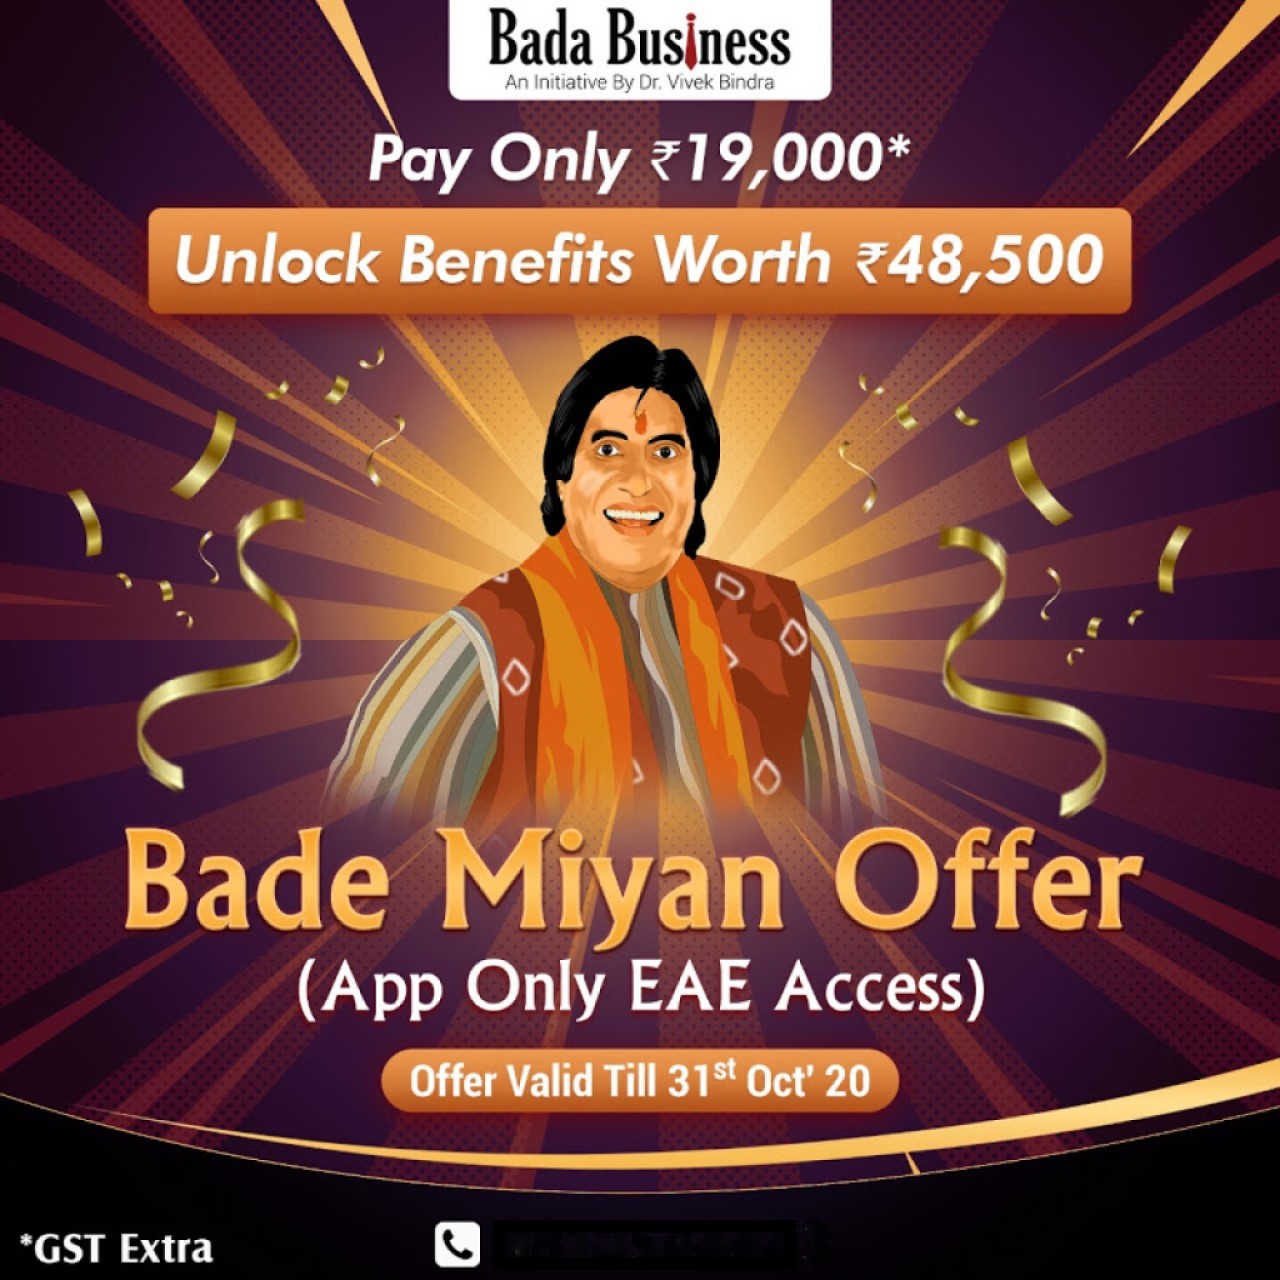 Bada Business
An Initiative By Dr. Vivek Bindra
Pay Only ₹19,000*
Unlock Benefits Worth ₹48,500
Bade Miyan Offer
(App Only EAE Access)
Offer Valid Till 31st Oct' 20
*GST Extra